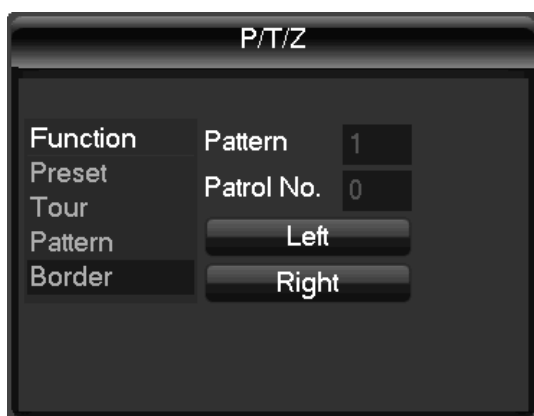 P/T/Z
Function
Preset
Tour
Pattern
Border
Pattern 1
Patrol No. 0
Left
Right